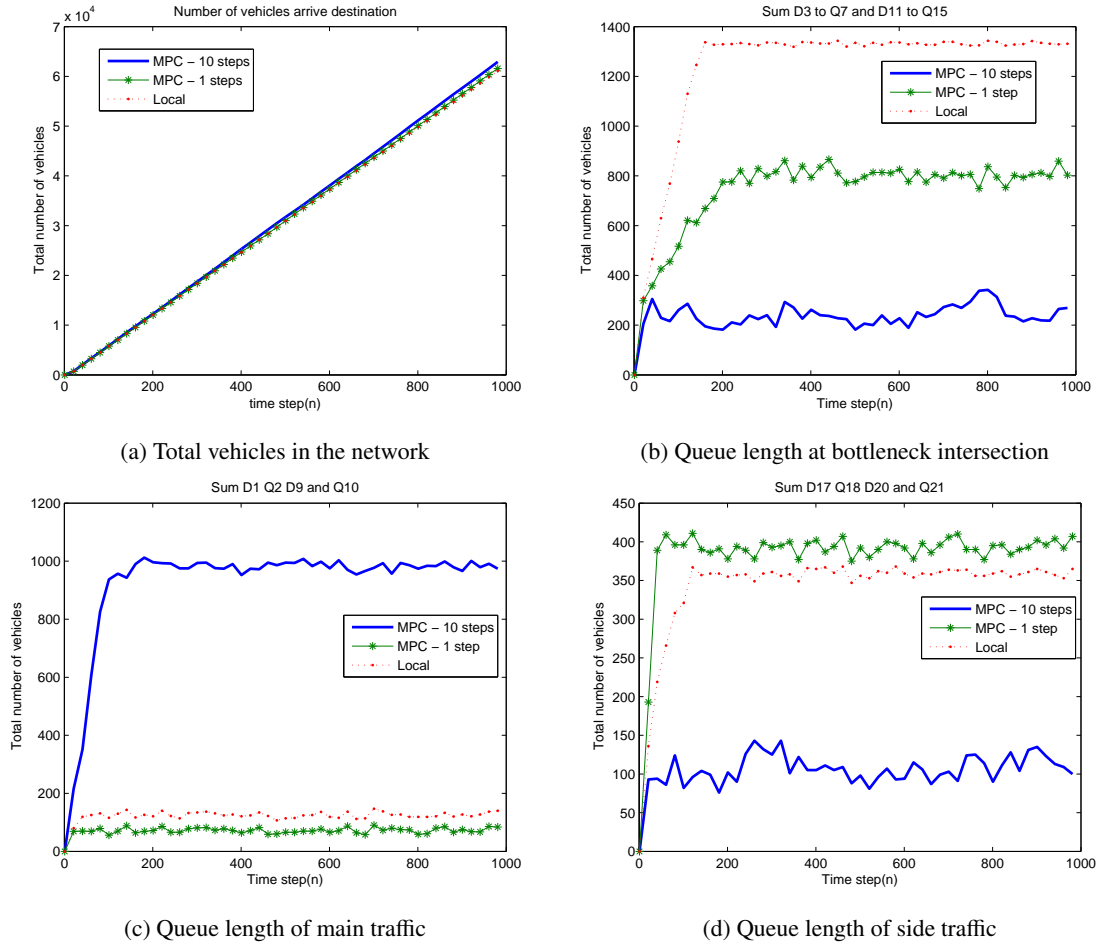 Number of vehicles arrive destination
x 10^4
7
6
5
4
3
2
1
0
0 200 400 600 800 1000
Total number of vehicles
time step(n)
MPC − 10 steps
MPC − 1 steps
Local
(a) Total vehicles in the network
Sum D3 to Q7 and D11 to Q15
1400
1200
1000
800
600
400
200
0
0 200 400 600 800 1000
Total number of vehicles
Time step(n)
MPC − 10 steps
MPC − 1 step
Local
(b) Queue length at bottleneck intersection
Sum D1 Q2 D9 and Q10
1200
1000
800
600
400
200
0
0 200 400 600 800 1000
Total number of vehicles
Time step(n)
MPC − 10 steps
MPC − 1 step
Local
(c) Queue length of main traffic
Sum D17 Q18 D20 and Q21
450
400
350
300
250
200
150
100
50
0
0 200 400 600 800 1000
Total number of vehicles
Time step(n)
MPC − 10 steps
MPC − 1 step
Local
(d) Queue length of side traffic